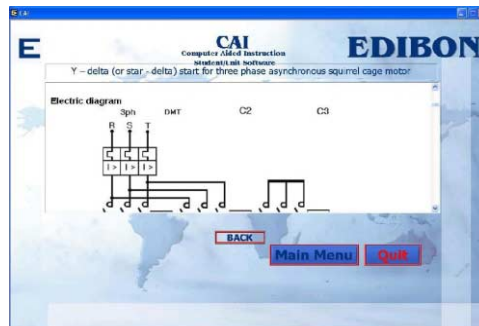 CAI
E
CAI
Computer Aided Instruction
Student/Unit Software
EDIBON
Y - delta (or star - delta) start for three phase asynchronous squirrel cage motor
Electric diagram
3ph DMT C2 C3
R S T
I > I > I >
BACK
Main Menu Quit